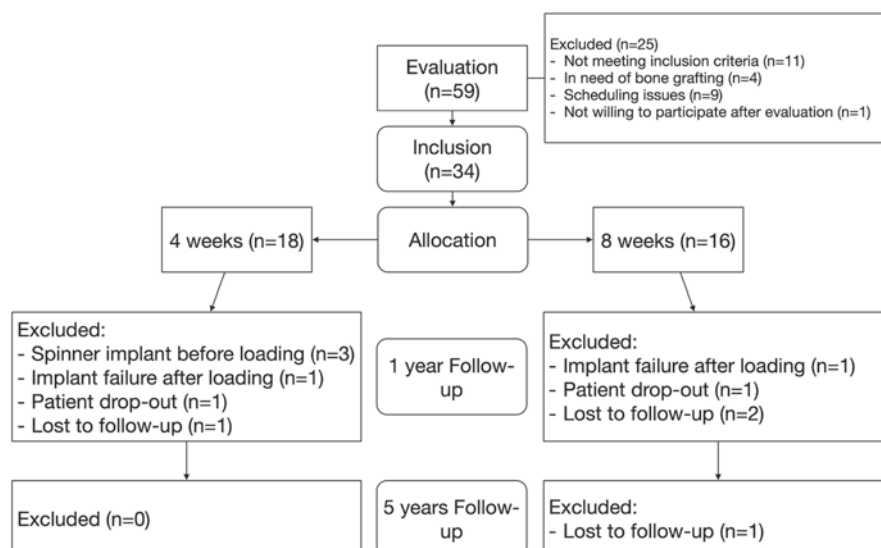 Evaluation
(n=59)
Excluded (n=25)
- Not meeting inclusion criteria (n=11)
- In need of bone grafting (n=4)
- Scheduling issues (n=9)
- Not willing to participate after evaluation (n=1)
Inclusion
(n=34)
4 weeks (n=18)
Allocation
8 weeks (n=16)
Excluded:
- Spinner implant before loading (n=3)
- Implant failure after loading (n=1)
- Patient drop-out (n=1)
- Lost to follow-up (n=1)
1 year Follow-
up
Excluded:
- Implant failure after loading (n=1)
- Patient drop-out (n=1)
- Lost to follow-up (n=2)
Excluded (n=0)
5 years Follow-
up
Excluded:
- Lost to follow-up (n=1)